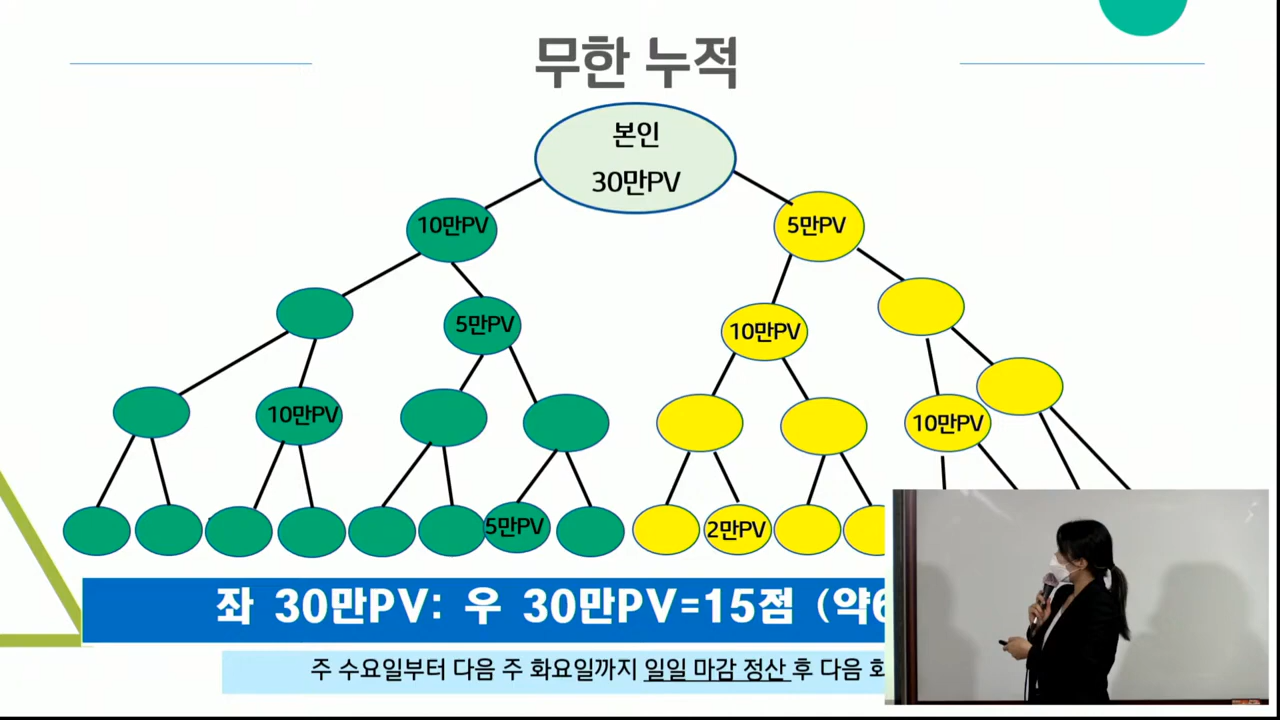 무한 누적
본인
30만PV
10만PV
5만PV
5만PV
10만PV
10만PV
10만PV
5만PV
2만PV
좌 30만PV: 우 30만PV=15점 (약6
주 수요일부터 다음 주 화요일까지 일일 마감 정산 후 다음